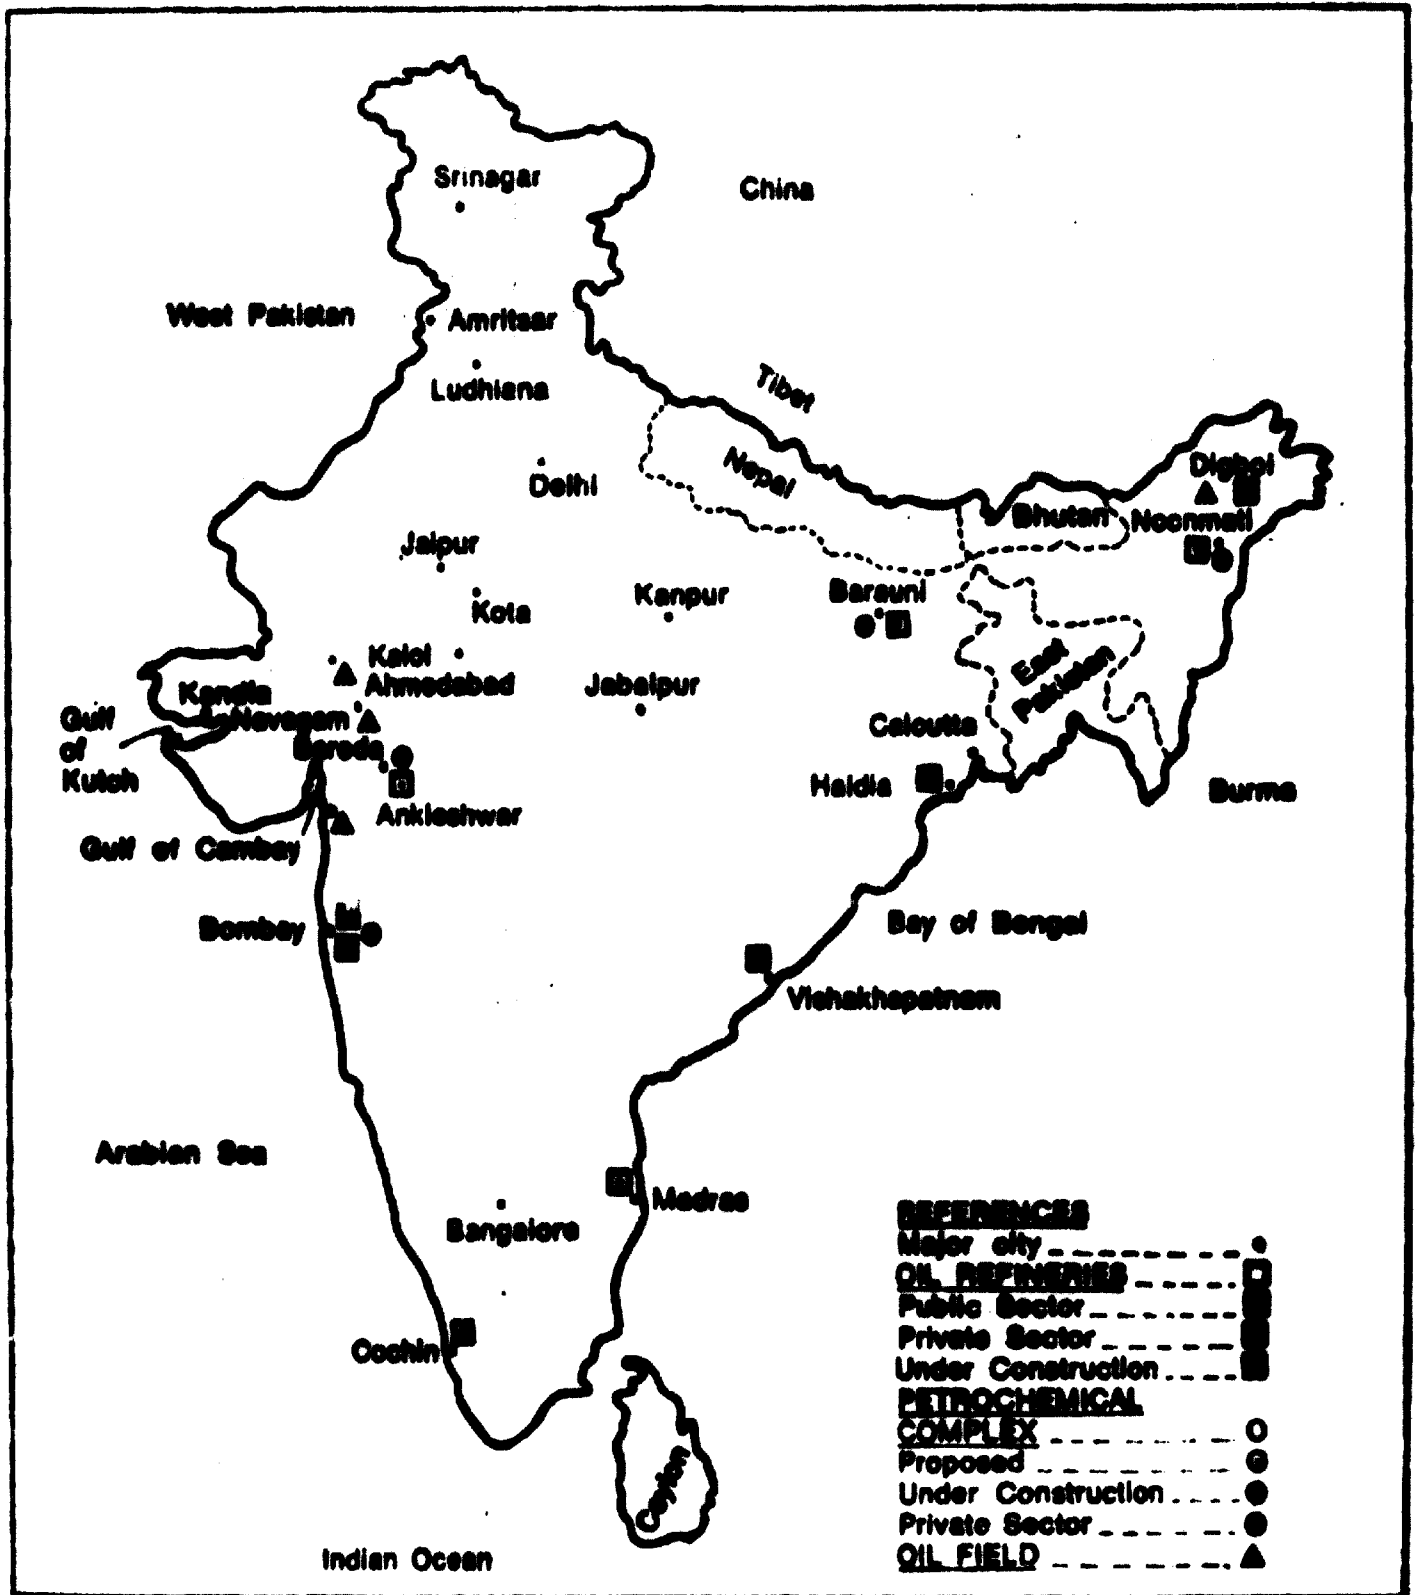 Srinagar
China
West Pakistan
Amritsar
Ludhiana
Tibet
Delhi
Nepal
Digboi
Bhutan
Noonmati
Jaipur
Kota
Kanpur
Barauni
Kalol
Ahmedabad
Jabalpur
East
Pakistan
Kandla
Navagam
Gulf
of
Kutch
Baroda
Calcutta
Haldia
Burma
Ankleshwar
Gulf of Cambay
Bombay
Bay of Bengal
Vishakhapatnam
Arabian Sea
Madras
Bangalore
Cochin
Ceylon
Indian Ocean
REFERENCES
Major city
OIL REFINERIES
Public Sector
Private Sector
Under Construction
PETROCHEMICAL
COMPLEX
Proposed
Under Construction
Private Sector
OIL FIELD